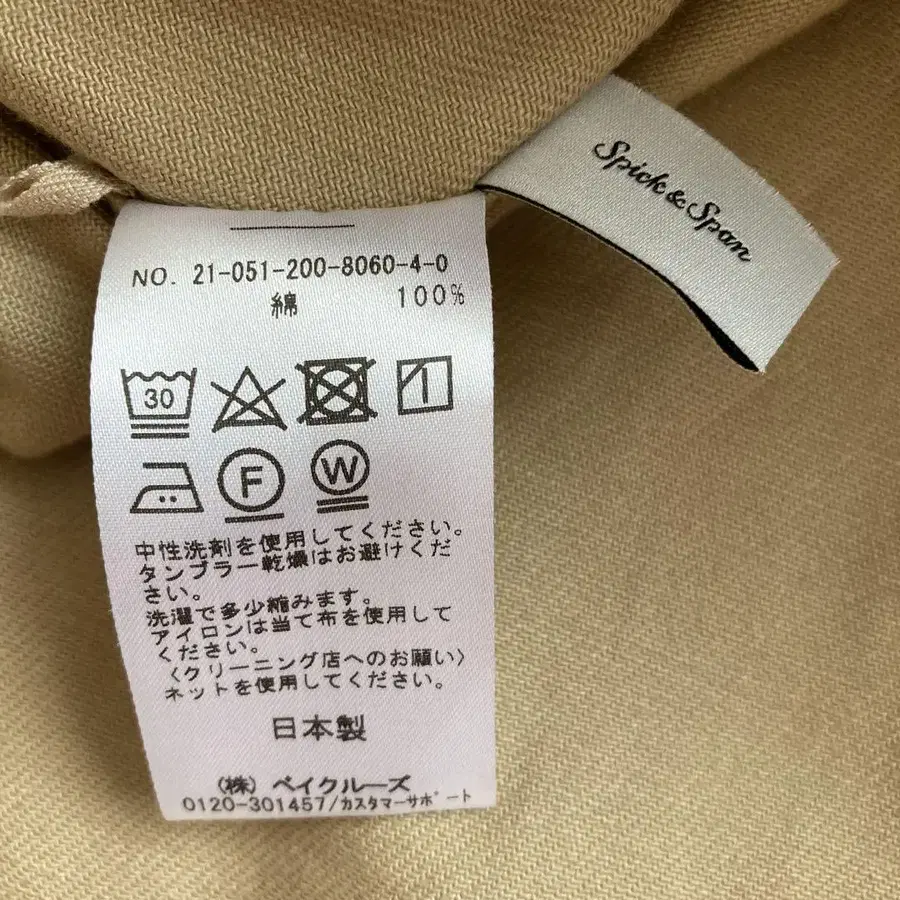 Spick & Span
NO. 21-051-200-8060-4-0
綿 100%
30
F
W
中性洗剤を使用してください。
タンブラー乾燥はお避けくだ
さい。
洗濯で多少縮みます。
アイロンは当て布を使用して
ください。
〈クリーニング店へのお願い〉
ネットを使用してください。
日本製
(株) ベイクルーズ
0120-301457/カスタマーサポート